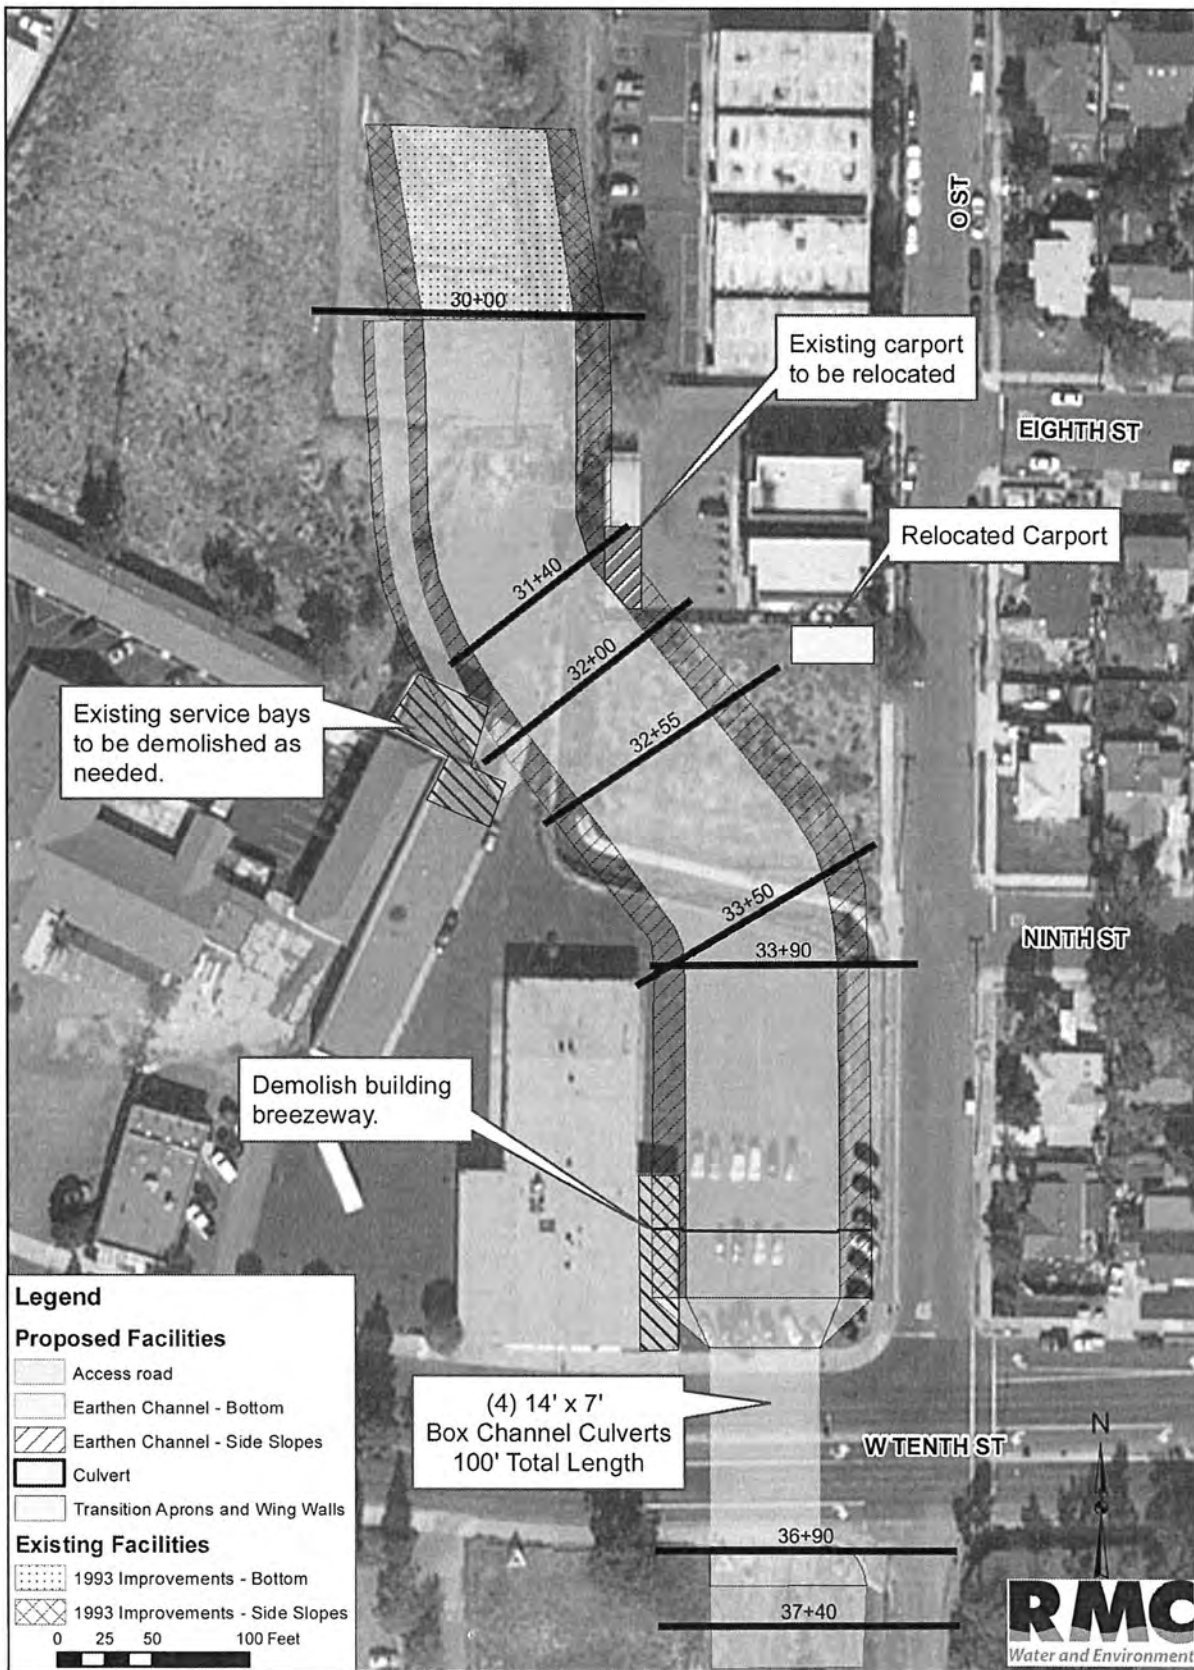 O ST
30+00
Existing carport
to be relocated
EIGHTH ST
Relocated Carport
31+40
32+00
32+55
Existing service bays
to be demolished as
needed.
33+50
33+90
NINTH ST
Demolish building
breezeway.
(4) 14' x 7'
Box Channel Culverts
100' Total Length
W TENTH ST
N
36+90
37+40
Legend
Proposed Facilities
Access road
Earthen Channel - Bottom
Earthen Channel - Side Slopes
Culvert
Transition Aprons and Wing Walls
Existing Facilities
1993 Improvements - Bottom
1993 Improvements - Side Slopes
0 25 50 100 Feet
RMC
Water and Environment